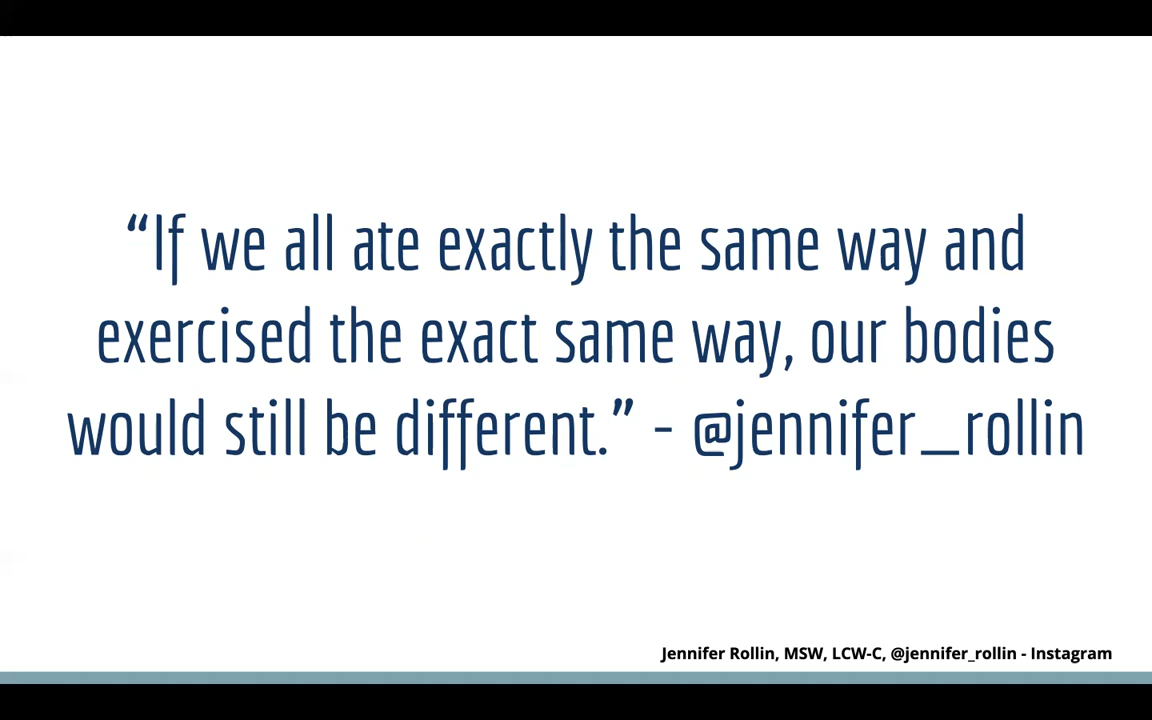 “If we all ate exactly the same way and
exercised the exact same way, our bodies
would still be different.” - @jennifer_rollin
Jennifer Rollin, MSW, LCW-C, @jennifer_rollin - Instagram